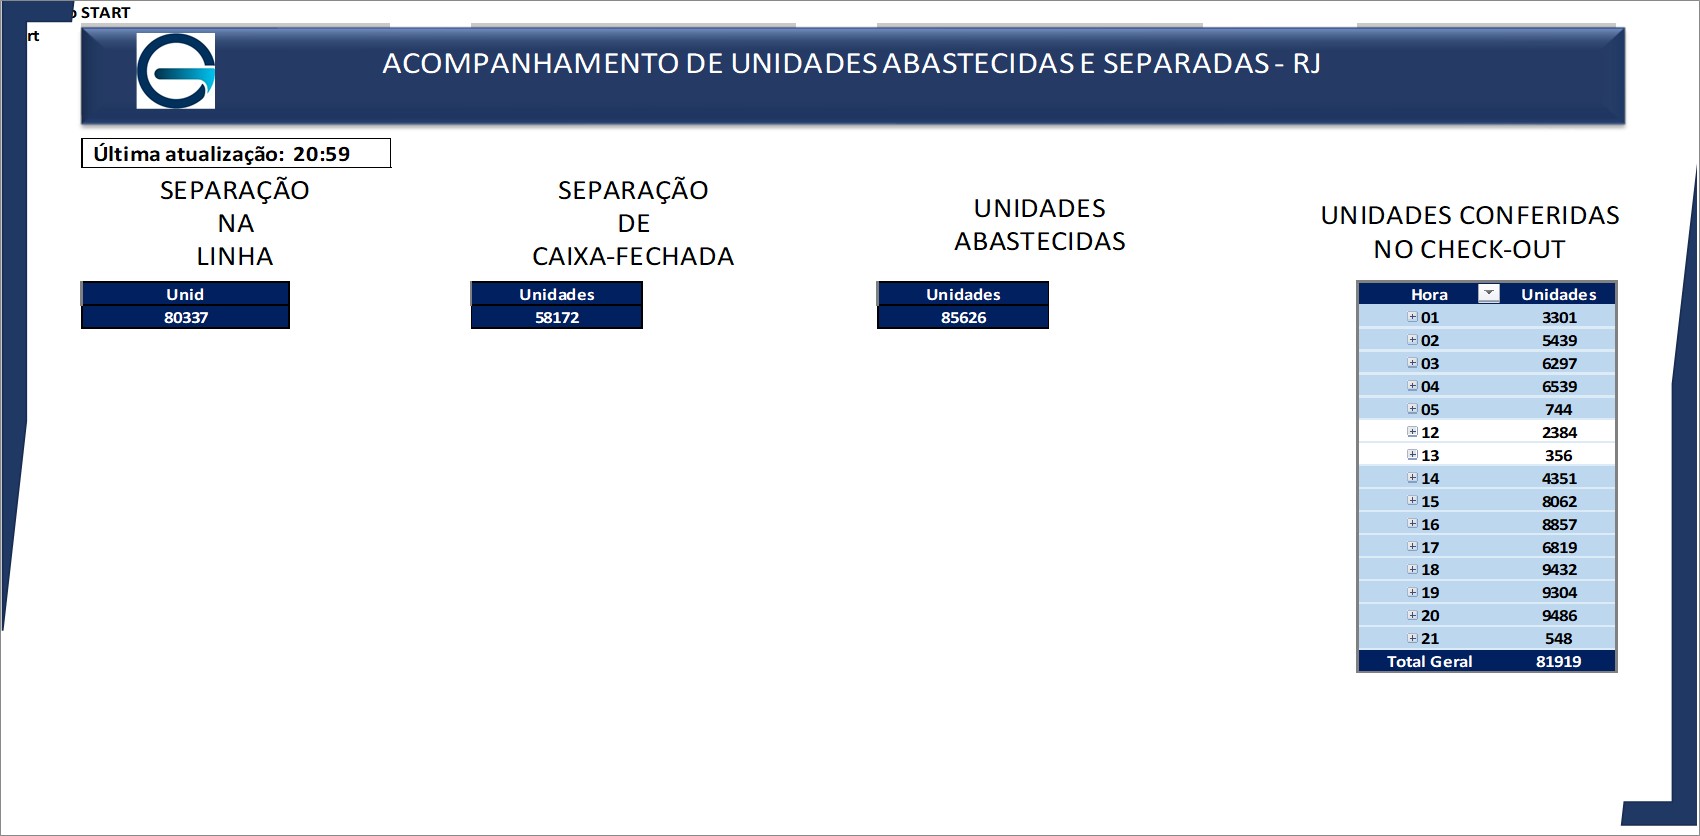 START
rt
ACOMPANHAMENTO DE UNIDADES ABASTECIDAS E SEPARADAS - RJ
Última atualização: 20:59
SEPARAÇÃO
NA
LINHA
Unid
80337
SEPARAÇÃO
DE
CAIXA-FECHADA
Unidades
58172
UNIDADES
ABASTECIDAS
Unidades
85626
UNIDADES CONFERIDAS
NO CHECK-OUT
Hora Unidades
01 3301
02 5439
03 6297
04 6539
05 744
12 2384
13 356
14 4351
15 8062
16 8857
17 6819
18 9432
19 9304
20 9486
21 548
Total Geral 81919